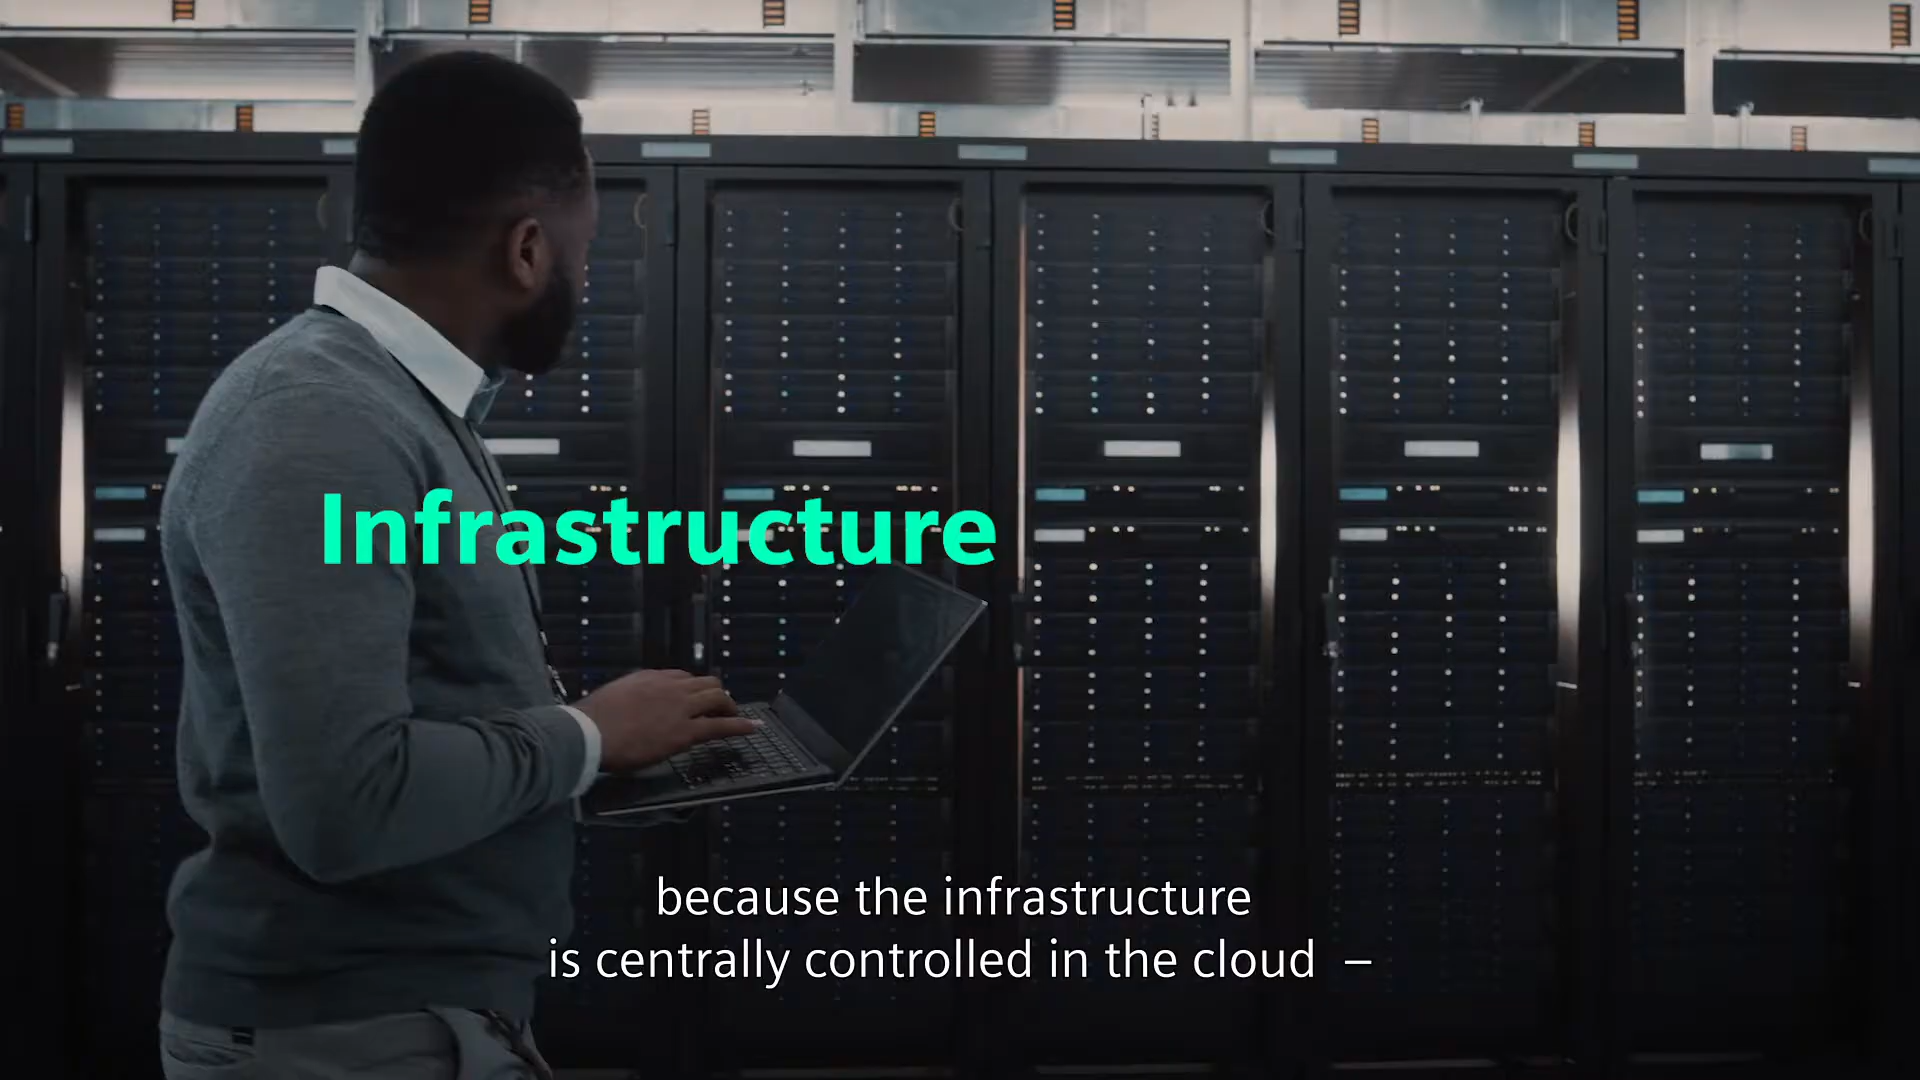 Infrastructure
because the infrastructure
is centrally controlled in the cloud –